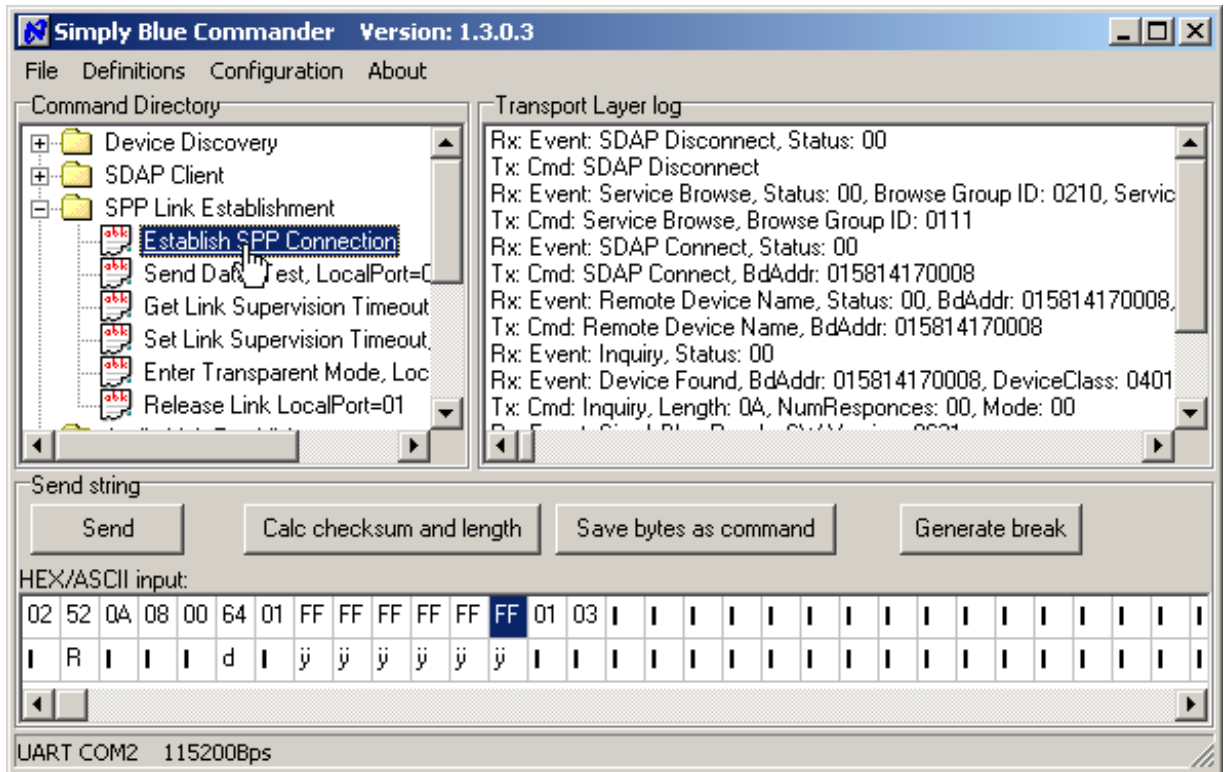 Simply Blue Commander Version: 1.3.0.3
File Definitions Configuration About
Command Directory
Device Discovery
SDAP Client
SPP Link Establishment
Establish SPP Connection
Send Data Test, LocalPort=0
Get Link Supervision Timeout
Set Link Supervision Timeout,
Enter Transparent Mode, Loc
Release Link LocalPort=01
Transport Layer log
Rx: Event: SDAP Disconnect, Status: 00
Tx: Cmd: SDAP Disconnect
Rx: Event: Service Browse, Status: 00, Browse Group ID: 0210, Servic
Tx: Cmd: Service Browse, Browse Group ID: 0111
Rx: Event: SDAP Connect, Status: 00
Tx: Cmd: SDAP Connect, BdAddr: 015814170008
Rx: Event: Remote Device Name, Status: 00, BdAddr: 015814170008,
Tx: Cmd: Remote Device Name, BdAddr: 015814170008
Rx: Event: Inquiry, Status: 00
Rx: Event: Device Found, BdAddr: 015814170008, DeviceClass: 0401
Tx: Cmd: Inquiry, Length: 0A, NumResponces: 00, Mode: 00
Send string
Send Calc checksum and length Save bytes as command Generate break
HEX/ASCII input:
02 52 0A 08 00 64 01 FF FF FF FF FF FF 01 03
R d ÿ ÿ ÿ ÿ ÿ ÿ
UART COM2 115200Bps